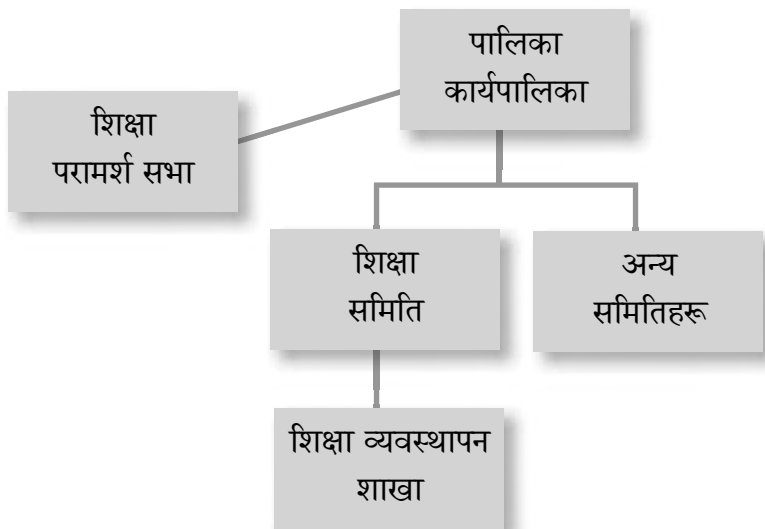 पालिका
कार्यपालिका
शिक्षा
परामर्श सभा
शिक्षा
समिति
अन्य
समितिहरू
शिक्षा व्यवस्थापन
शाखा